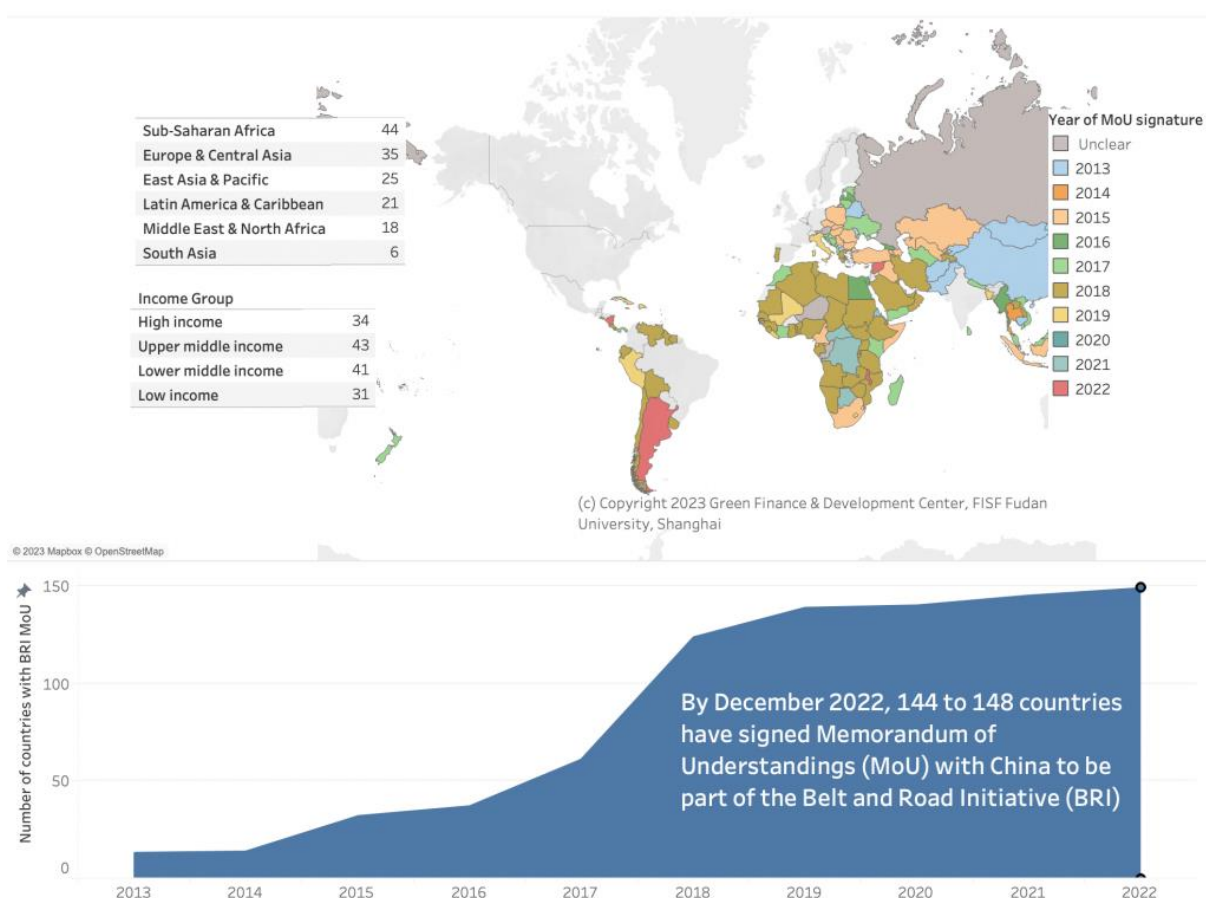 Sub-Saharan Africa 44
Europe & Central Asia 35
East Asia & Pacific 25
Latin America & Caribbean 21
Middle East & North Africa 18
South Asia 6
Income Group
High income 34
Upper middle income 43
Lower middle income 41
Low income 31
Year of MoU signature
Unclear
2013
2014
2015
2016
2017
2018
2019
2020
2021
2022
(c) Copyright 2023 Green Finance & Development Center, FISF Fudan
University, Shanghai
© 2023 Mapbox © OpenStreetMap
Number of countries with BRI MoU
150
100
50
0
By December 2022, 144 to 148 countries
have signed Memorandum of
Understandings (MoU) with China to be
part of the Belt and Road Initiative (BRI)
2013 2014 2015 2016 2017 2018 2019 2020 2021 2022